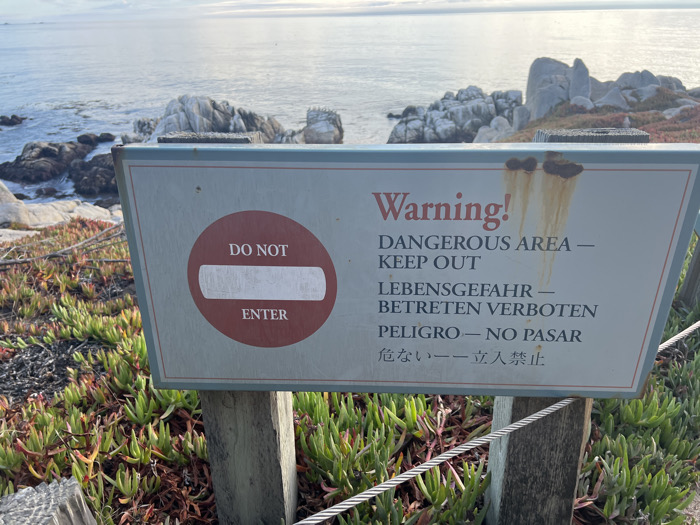 DO NOT
ENTER
Warning!
DANGEROUS AREA —
KEEP OUT
LEBENSGEFAHR —
BETRETEN VERBOTEN
PELIGRO — NO PASAR
危ない——立入禁止